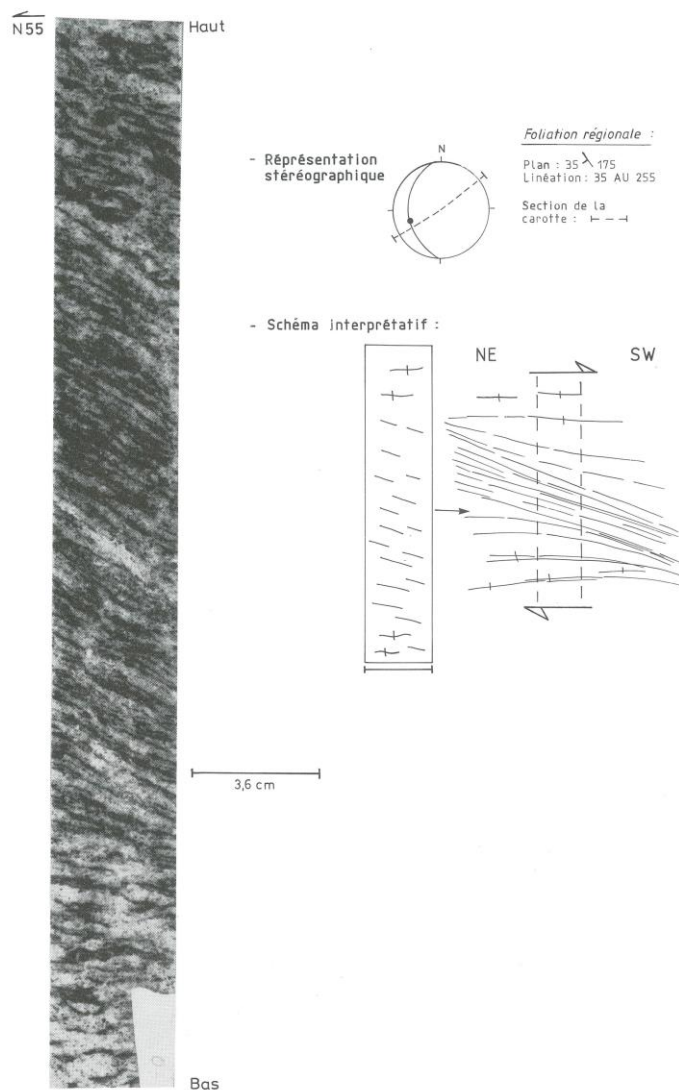 N55
Haut
- Réprésentation
stéréographique
N
Foliation régionale :
Plan : 35 175
Linéation : 35 AU 255
Section de la
carotte :
- Schéma interprétatif :
NE
SW
3,6 cm
Bas